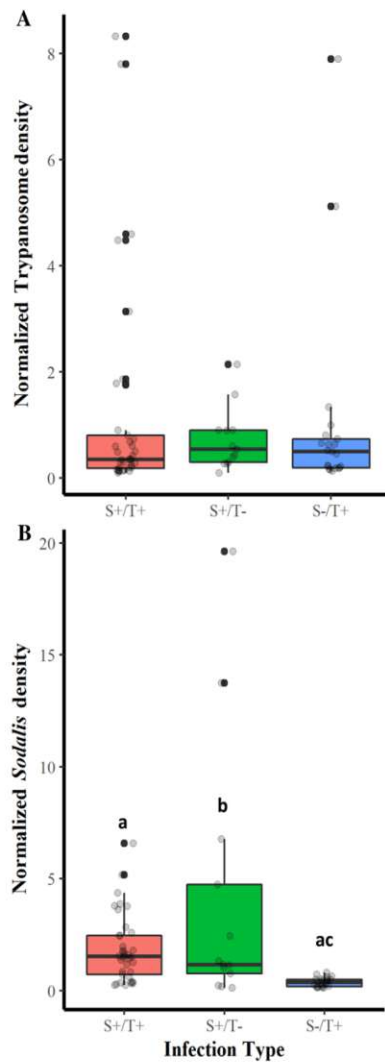 A
Normalized Trypanosome density
8
6
4
2
0
S+/T+ S+/T- S-/T+
B
Normalized Sodalis density
20
15
10
5
0
a
b
ac
S+/T+ S+/T- S-/T+
Infection Type